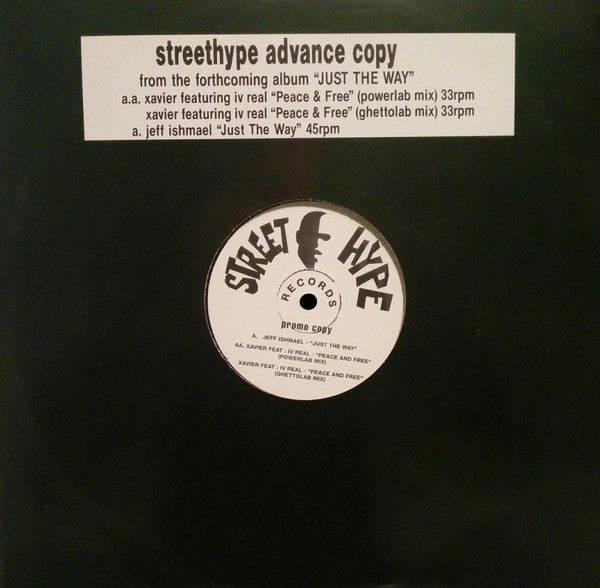 streethype advance copy
from the forthcoming album “JUST THE WAY”
a.a. xavier featuring iv real “Peace & Free” (powerlab mix) 33rpm
xavier featuring iv real “Peace & Free” (ghettolab mix) 33rpm
a. jeff ishmael “Just The Way” 45rpm
STREET HYPE
RECORDS
promo copy
A. JEFF ISHMAEL - "JUST THE WAY"
AA. XAVIER FEAT : IV REAL - "PEACE AND FREE"
(POWERLAB MIX)
XAVIER FEAT : IV REAL - "PEACE AND FREE"
(GHETTOLAB MIX)